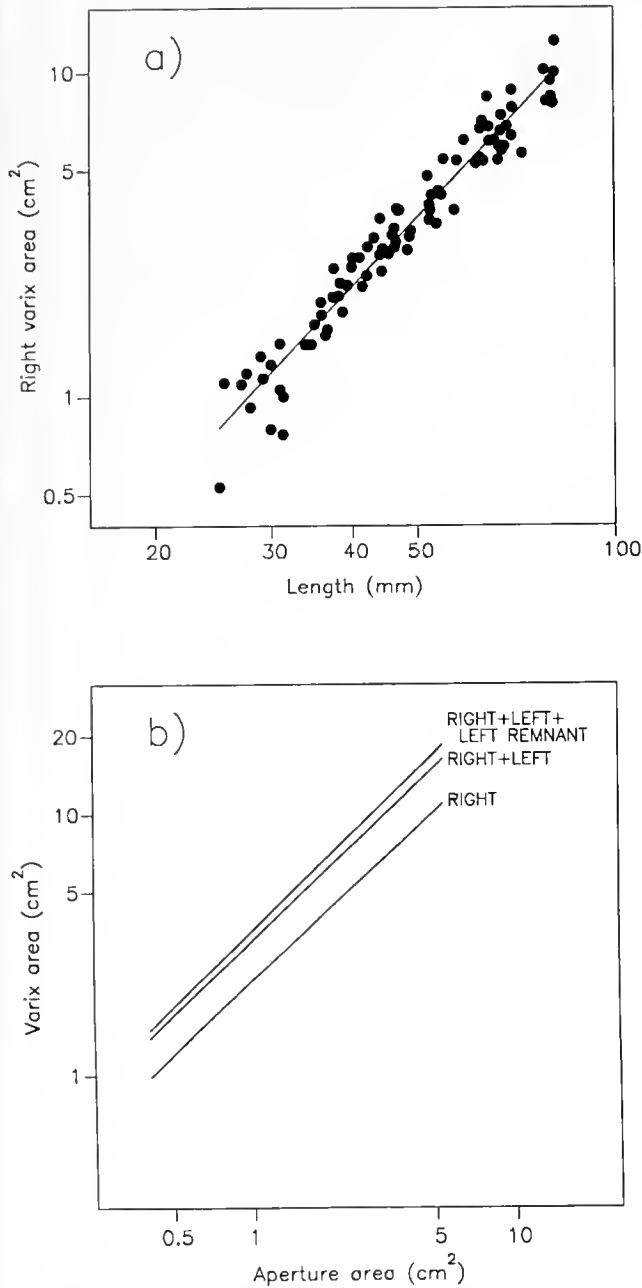 a)
10
5
1
0.5
Right varix area (cm²)
20 30 40 50 100
Length (mm)
b)
20
10
5
1
Varix area (cm²)
RIGHT+LEFT+
LEFT REMNANT
RIGHT+LEFT
RIGHT
0.5 1 5 10
Aperture area (cm²)